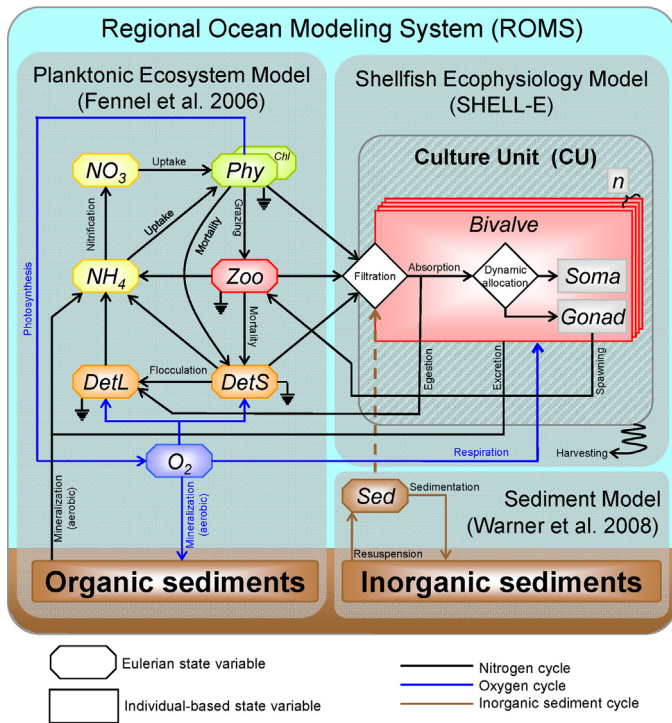 Regional Ocean Modeling System (ROMS)
Planktonic Ecosystem Model
(Fennel et al. 2006)
Shellfish Ecophysiology Model
(SHELL-E)
Culture Unit (CU)
n
Chl
NO3
Uptake
Phy
Bivalve
Nitrification
Uptake
Mortality
Grazing
Photosynthesis
NH4
Zoo
Filtration
Absorption
Dynamic
allocation
Soma
Gonad
Mortality
DetL
Flocculation
DetS
Egestion
Excretion
Spawning
O2
Respiration
Harvesting
Mineralization
(aerobic)
Mineralization
(aerobic)
Sed
Sedimentation
Resuspension
Sediment Model
(Warner et al. 2008)
Organic sediments
Inorganic sediments
Eulerian state variable
Individual-based state variable
Nitrogen cycle
Oxygen cycle
Inorganic sediment cycle